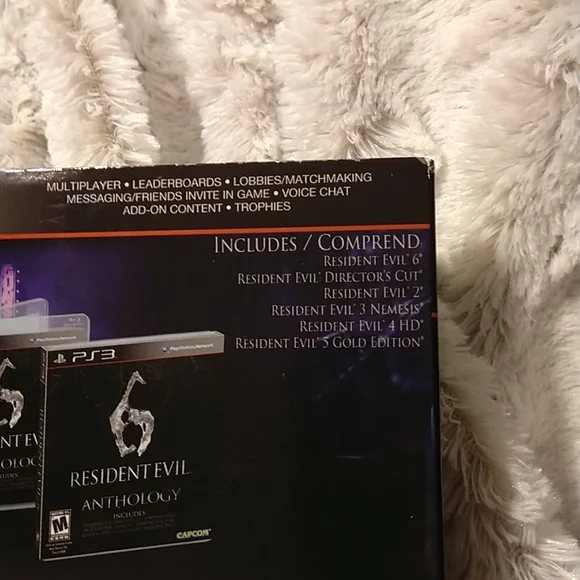 MULTIPLAYER • LEADERBOARDS • LOBBIES/MATCHMAKING
MESSAGING/FRIENDS INVITE IN GAME • VOICE CHAT
ADD-ON CONTENT • TROPHIES
INCLUDES / COMPREND
RESIDENT EVIL® 6*
RESIDENT EVIL® DIRECTOR'S CUT*
RESIDENT EVIL® 2*
RESIDENT EVIL® 3 NEMESIS*
RESIDENT EVIL® 4 HD*
RESIDENT EVIL® 5 GOLD EDITION*
PS3 PlayStation Network
RESIDENT EVIL
ANTHOLOGY
INCLUDES
M
CAPCOM